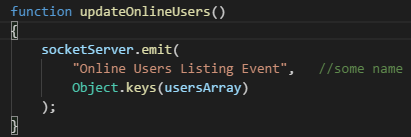 function updateOnlineUsers()
{
    socketServer.emit(
        "Online Users Listing Event",   //some name
        Object.keys(usersArray)
    );
}